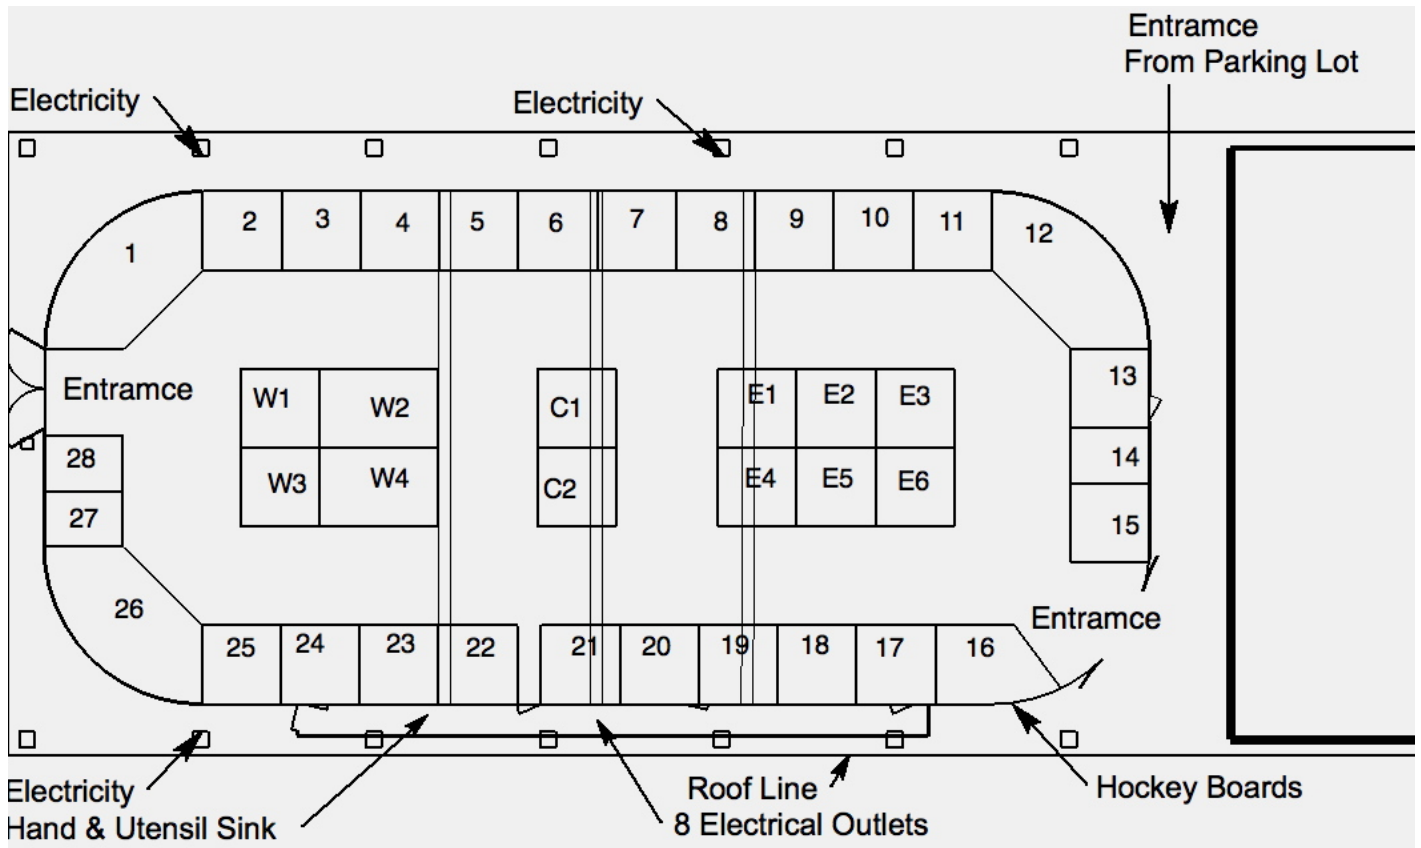 Entramce
From Parking Lot
Electricity
Electricity
1
2
3
4
5
6
7
8
9
10
11
12
Entramce
W1
W2
C1
E1
E2
E3
13
28
W3
W4
C2
E4
E5
E6
14
27
15
26
Entramce
25
24
23
22
21
20
19
18
17
16
Electricity
Hand & Utensil Sink
Roof Line
8 Electrical Outlets
Hockey Boards